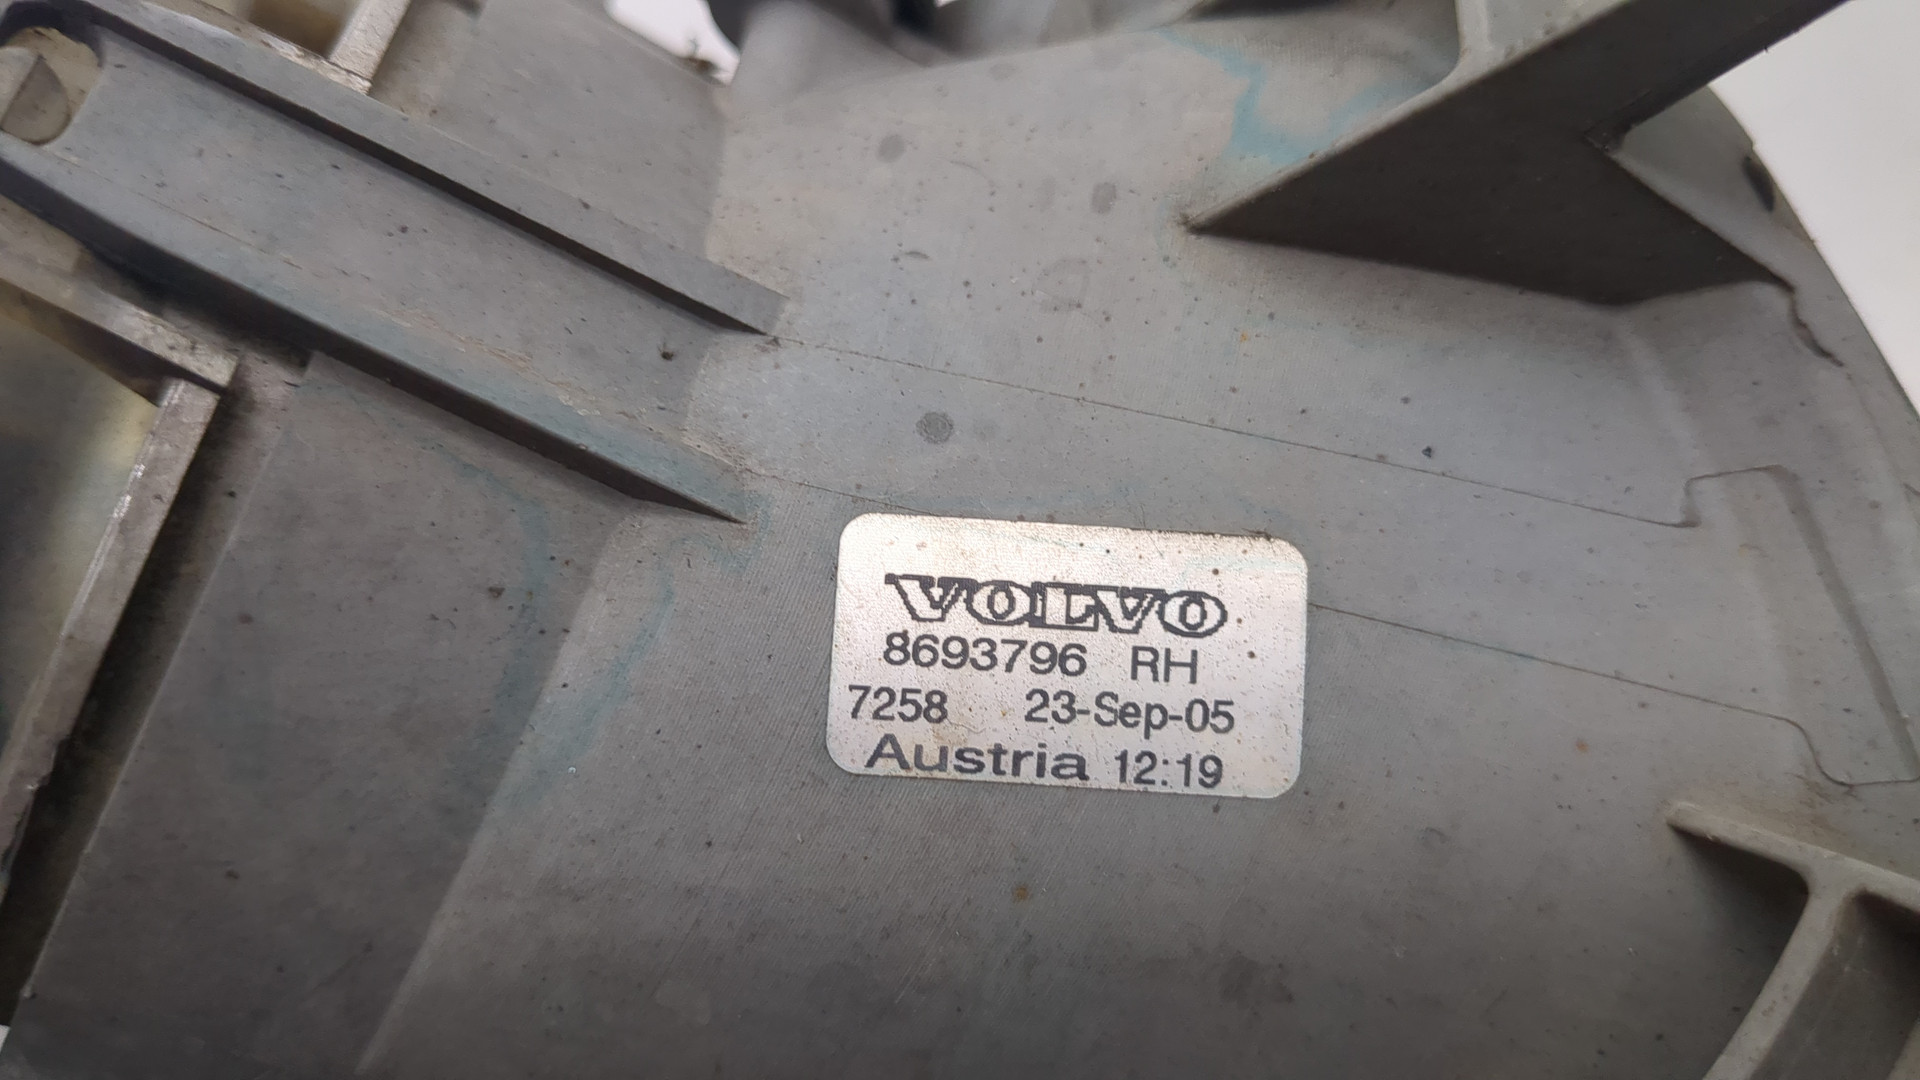 VOLVO
8693796 RH
7258 23-Sep-05
Austria 12:19